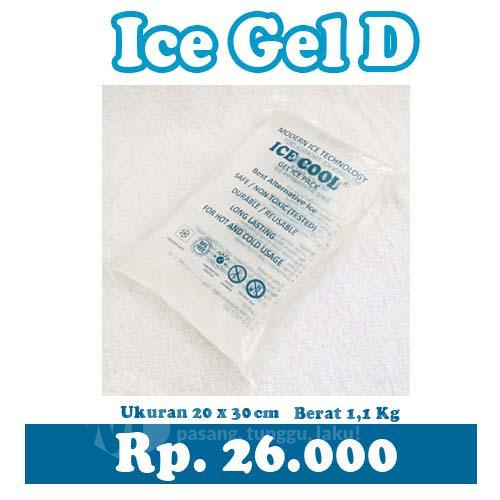 Ice Gel D
MODERN ICE TECHNOLOGY
ICE COOL®
GEL ICE PACK
Best Alternative Ice
SAFE / NON TOXIC (TESTED)
DURABLE / REUSABLE
LONG LASTING
FOR HOT AND COLD USAGE
Ukuran 20 x 30 cm Berat 1,1 Kg
pasang, tunggu, laku!
Rp. 26.000